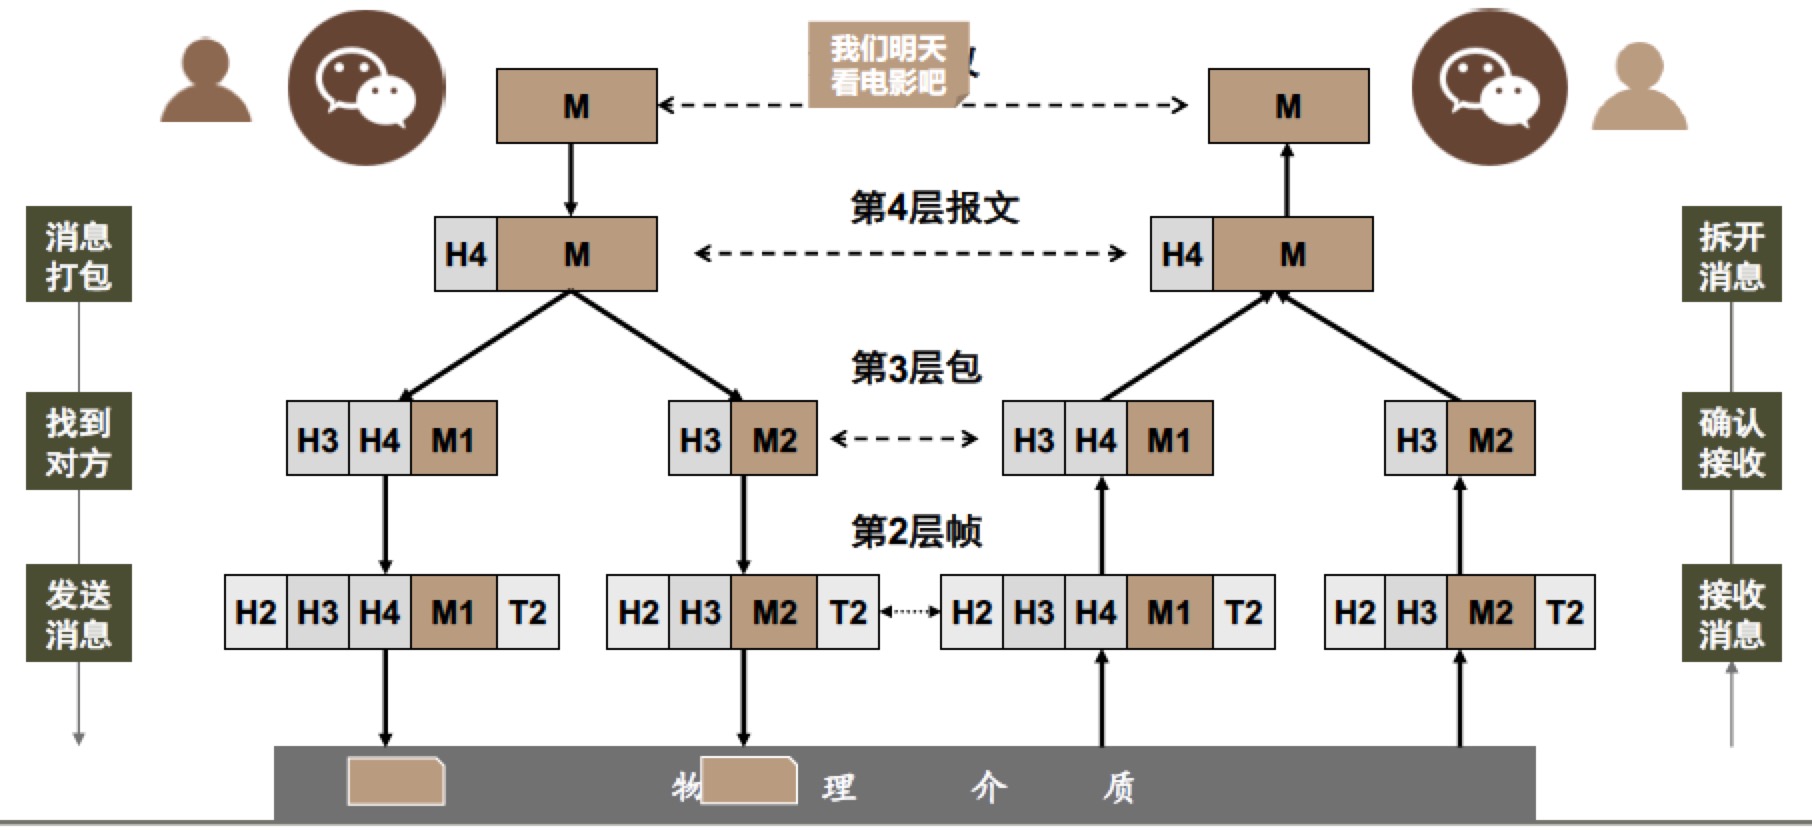 我们明天
看电影吧
M
M
消息
打包
H4 M
第4层报文
H4 M
拆开
消息
找到
对方
H3 H4 M1
H3 M2
第3层包
H3 H4 M1
H3 M2
确认
接收
发送
消息
H2 H3 H4 M1 T2
H2 H3 M2 T2
第2层帧
H2 H3 H4 M1 T2
H2 H3 M2 T2
接收
消息
物 理 介 质